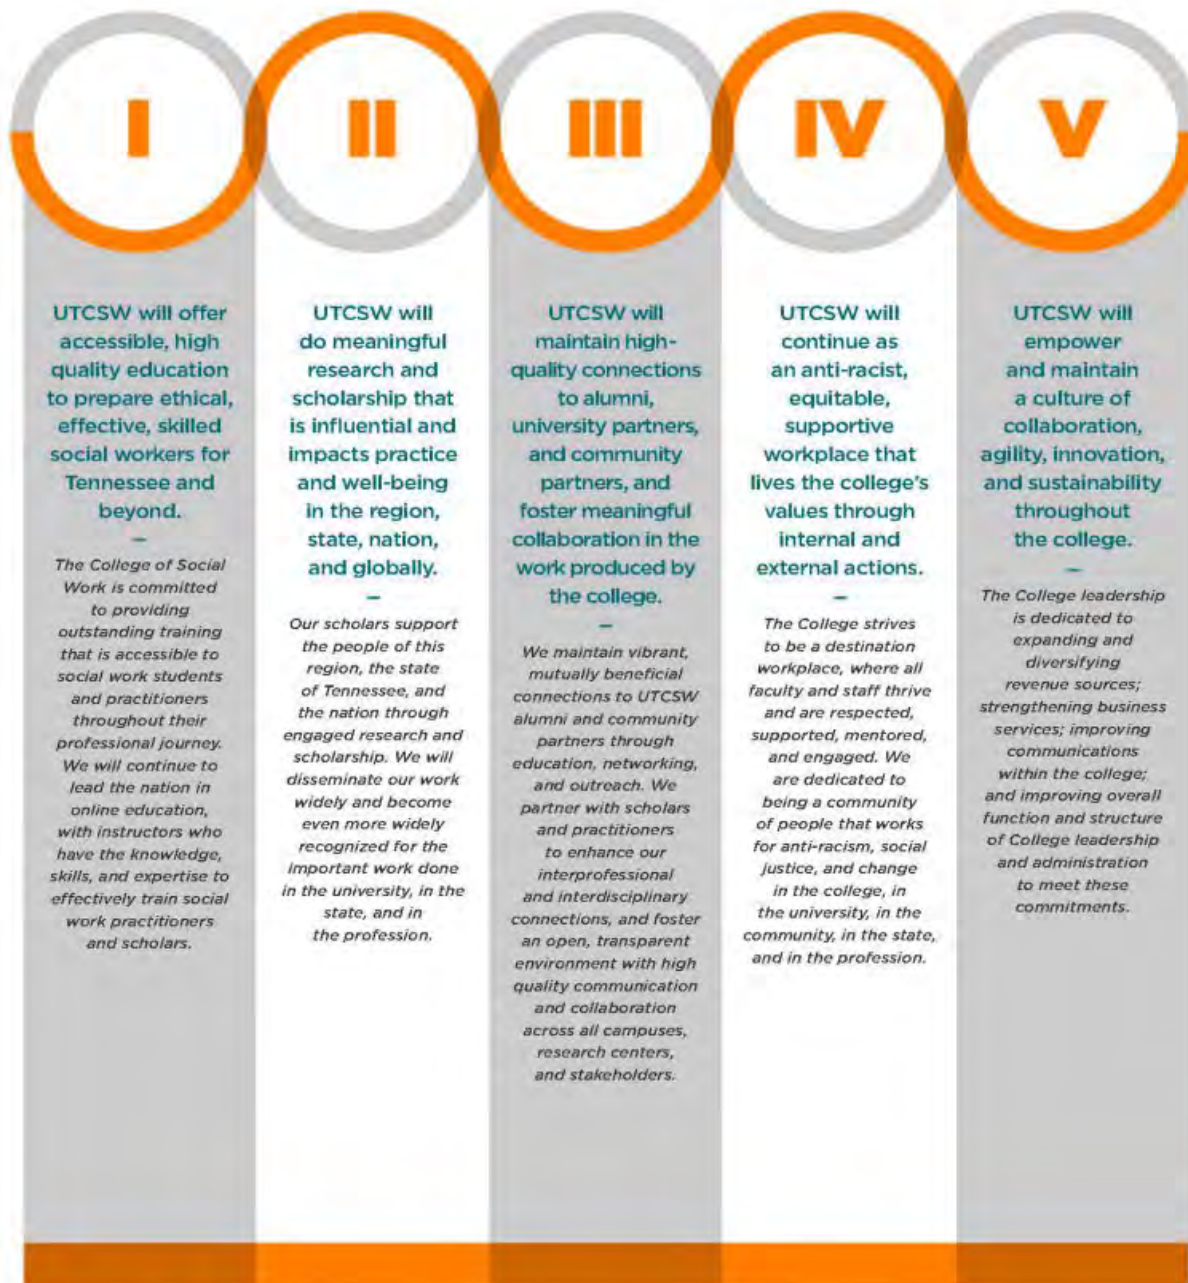 I
II
III
IV
V
UTCSW will offer
accessible, high
quality education
to prepare ethical,
effective, skilled
social workers for
Tennessee and
beyond.
–
The College of Social
Work is committed
to providing
outstanding training
that is accessible to
social work students
and practitioners
throughout their
professional journey.
We will continue to
lead the nation in
online education,
with instructors who
have the knowledge,
skills, and expertise to
effectively train social
work practitioners
and scholars.
UTCSW will
do meaningful
research and
scholarship that
is influential and
impacts practice
and well-being
in the region,
state, nation,
and globally.
–
Our scholars support
the people of this
region, the state
of Tennessee, and
the nation through
engaged research and
scholarship. We will
disseminate our work
widely and become
even more widely
recognized for the
important work done
in the university, in the
state, and in
the profession.
UTCSW will
maintain high-
quality connections
to alumni,
university partners,
and community
partners, and
foster meaningful
collaboration in the
work produced by
the college.
–
We maintain vibrant,
mutually beneficial
connections to UTCSW
alumni and community
partners through
education, networking,
and outreach. We
partner with scholars
and practitioners
to enhance our
interprofessional
and interdisciplinary
connections, and foster
an open, transparent
environment with high
quality communication
and collaboration
across all campuses,
research centers,
and stakeholders.
UTCSW will
continue as
an anti-racist,
equitable,
supportive
workplace that
lives the college's
values through
internal and
external actions.
–
The College strives
to be a destination
workplace, where all
faculty and staff thrive
and are respected,
supported, mentored,
and engaged. We
are dedicated to
being a community
of people that works
for anti-racism, social
justice, and change
in the college, in
the university, in the
community, in the state,
and in the profession.
UTCSW will
empower
and maintain
a culture of
collaboration,
agility, innovation,
and sustainability
throughout
the college.
–
The College leadership
is dedicated to
expanding and
diversifying
revenue sources;
strengthening business
services; improving
communications
within the college;
and improving overall
function and structure
of College leadership
and administration
to meet these
commitments.